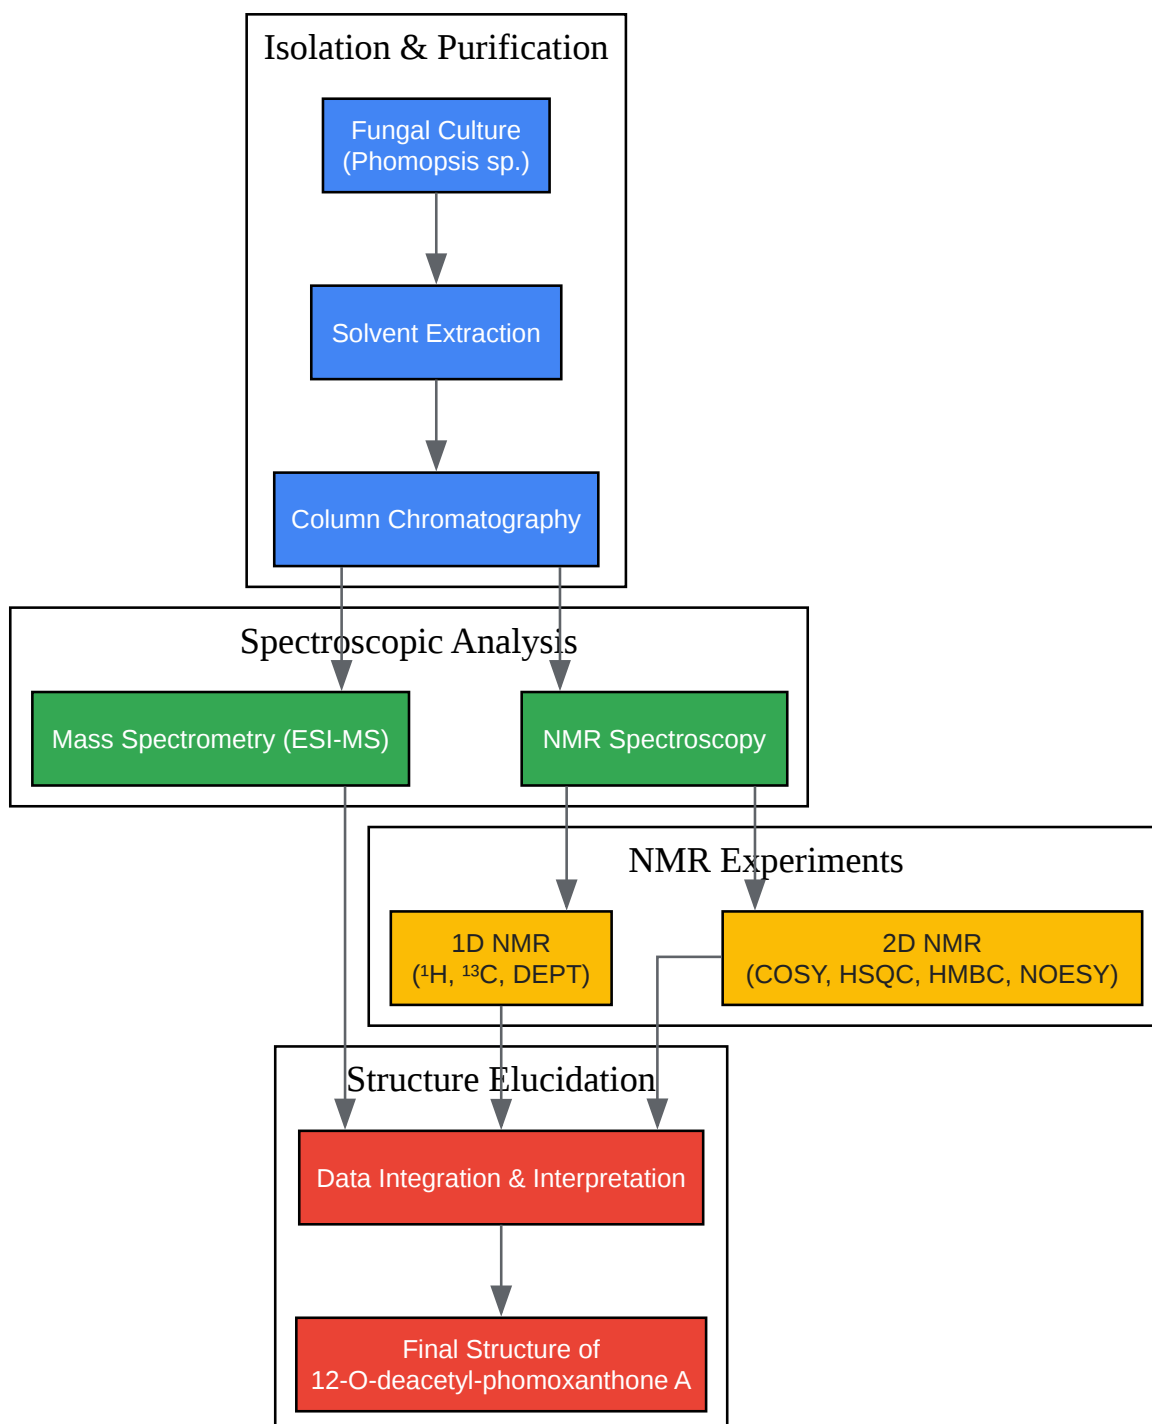 Isolation & Purification
Fungal Culture
(Phomopsis sp.)
Solvent Extraction
Column Chromatography
Spectroscopic Analysis
Mass Spectrometry (ESI-MS)
NMR Spectroscopy
NMR Experiments
1D NMR
(¹H, ¹³C, DEPT)
2D NMR
(COSY, HSQC, HMBC, NOESY)
Structure Elucidation
Data Integration & Interpretation
Final Structure of
12-O-deacetyl-phomoxanthone A